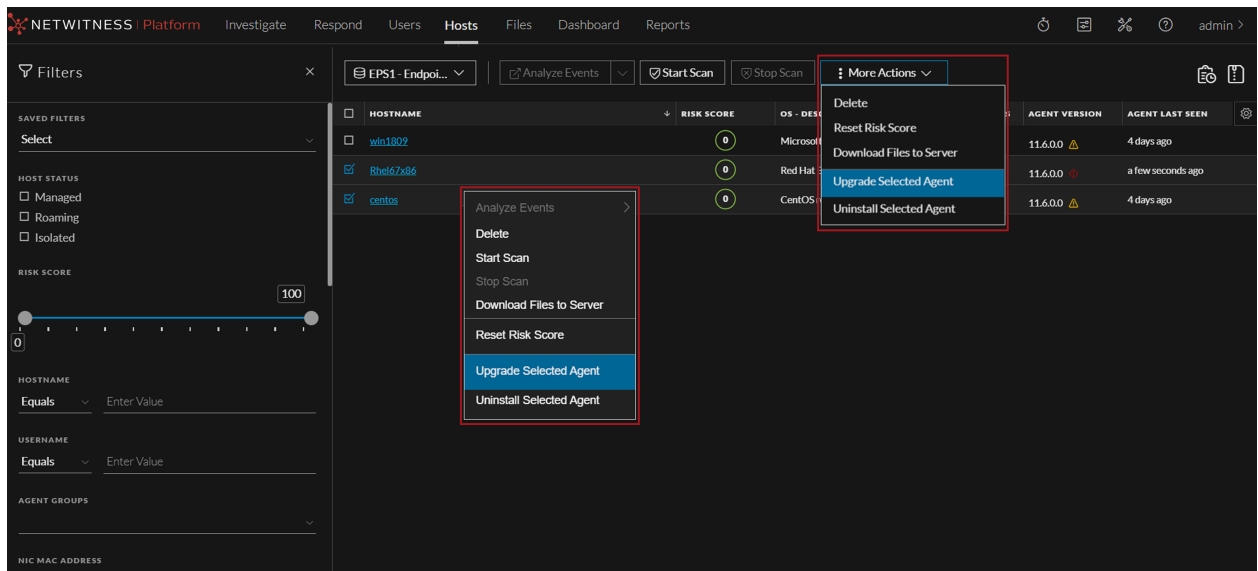 NETWITNESS Platform Investigate Respond Users Hosts Files Dashboard Reports admin >
Filters
EPS1 - Endpoi... Analyze Events Start Scan Stop Scan More Actions
SAVED FILTERS
Select
HOST STATUS
Managed
Roaming
Isolated
RISK SCORE
100
0
HOSTNAME
Equals Enter Value
USERNAME
Equals Enter Value
AGENT GROUPS
NIC MAC ADDRESS
HOSTNAME RISK SCORE OS - DES AGENT VERSION AGENT LAST SEEN
win1809 0 Microsoft 11.6.0.0 4 days ago
Rhel67x86 0 Red Hat 11.6.0.0 a few seconds ago
centos 0 CentOS 11.6.0.0 4 days ago
Analyze Events
Delete
Start Scan
Stop Scan
Download Files to Server
Reset Risk Score
Upgrade Selected Agent
Uninstall Selected Agent
Delete
Reset Risk Score
Download Files to Server
Upgrade Selected Agent
Uninstall Selected Agent